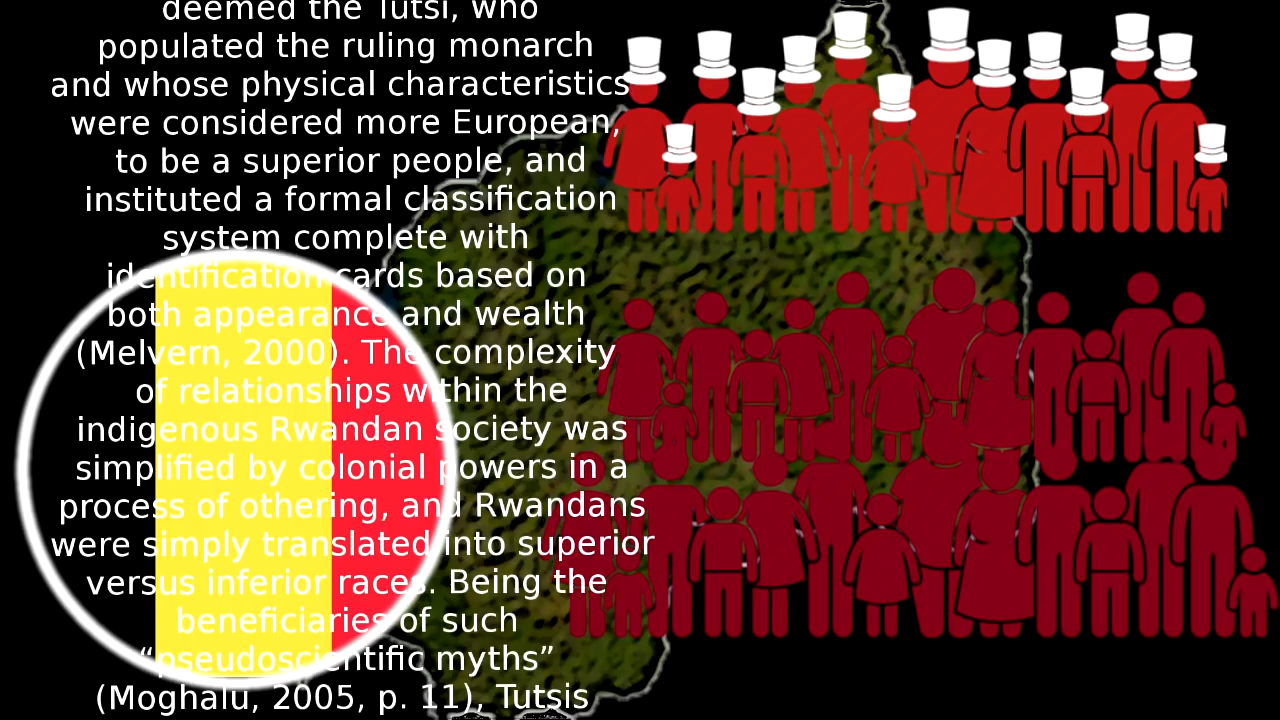 deemed the Tutsi, who
populated the ruling monarch
and whose physical characteristics
were considered more European,
to be a superior people, and
instituted a formal classification
system complete with
identification cards based on
both appearance and wealth
(Melvern, 2000). The complexity
of relationships within the
indigenous Rwandan society was
simplified by colonial powers in a
process of othering, and Rwandans
were simply translated into superior
versus inferior races. Being the
beneficiaries of such
“pseudoscientific myths”
(Moghalu, 2005, p. 11), Tutsis